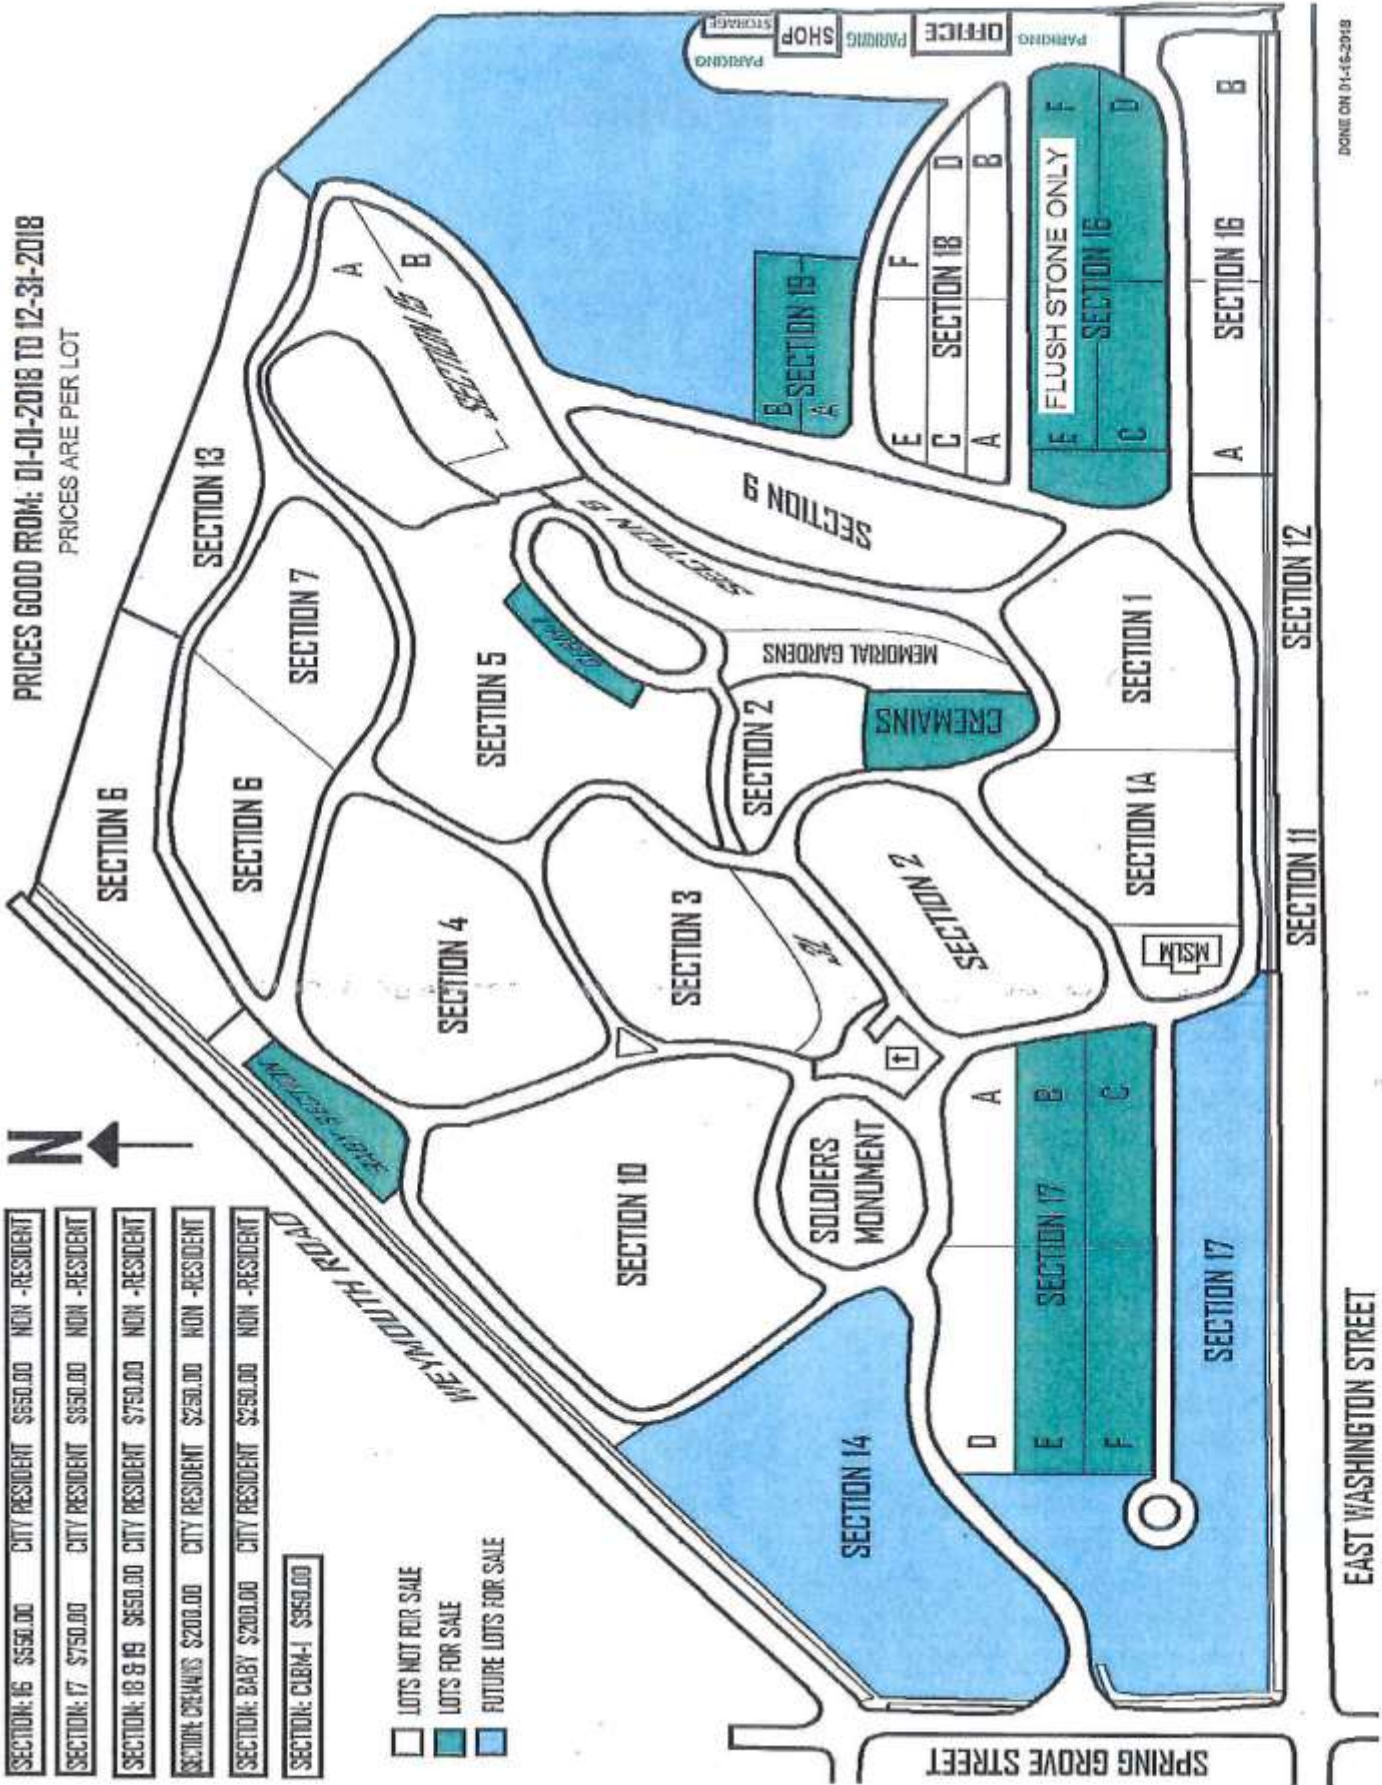 SECTION: 16 $550.00 CITY RESIDENT $650.00 NON -RESIDENT
SECTION: 17 $750.00 CITY RESIDENT $850.00 NON -RESIDENT
SECTION: 18 & 19 $650.00 CITY RESIDENT $750.00 NON -RESIDENT
SECTION: CREMAINS $200.00 CITY RESIDENT $250.00 NON -RESIDENT
SECTION: BABY $200.00 CITY RESIDENT $250.00 NON -RESIDENT
SECTION: CLBM-1 $950.00
N
PRICES GOOD FROM: 01-01-2018 TO 12-31-2018
PRICES ARE PER LOT
LOTS NOT FOR SALE
LOTS FOR SALE
FUTURE LOTS FOR SALE
WEYMOUTH ROAD
BABY SECTION
SECTION 6
SECTION 13
SECTION 6
SECTION 7
A
B
SECTION 15
SECTION 4
SECTION 5
SECTION 8
SECTION 10
SECTION 3
SECTION 2
MEMORIAL GARDENS
CREMAINS
SECTION 9
B
SECTION 19
A
PARKING
STORAGE
SHOP
PARKING
OFFICE
PARKING
SOLDIERS
MONUMENT
SECTION 2
E
F
C
SECTION 18
D
A
B
SECTION 14
D
A
E
SECTION 17
B
F
C
MSLM
SECTION 1A
SECTION 1
E
FLUSH STONE ONLY
F
C
SECTION 16
D
SECTION 17
A
SECTION 16
B
SECTION 11
SECTION 12
SPRING GROVE STREET
EAST WASHINGTON STREET
DONE ON 01-16-2018